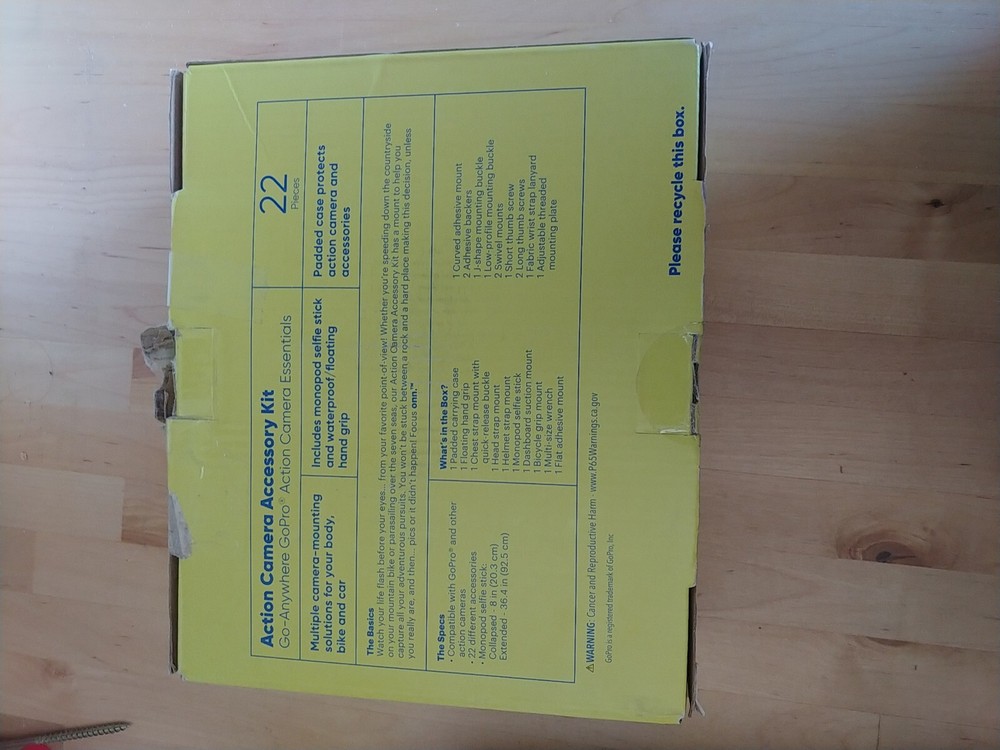 Action Camera Accessory Kit
Go-Anywhere GoPro® Action Camera Essentials
22
Pieces
Multiple camera-mounting
solutions for your body,
bike and car
Includes monopod selfie stick
and waterproof/floating
hand grip
Padded case protects
action camera and
accessories
The Basics
Watch your life flash before your eyes... from your favorite point-of-view! Whether you're speeding down the countryside
on your mountain bike or parasailing over the seven seas, our Action Camera Accessory Kit has a mount to help you
capture all your adventurous pursuits. You won't be stuck between a rock and a hard place making this decision, unless
you really are, and then... pics or it didn't happen! Focus onn.™
The Specs
• Compatible with GoPro® and other
action cameras
• 22 different accessories
• Monopod selfie stick:
Collapsed - 8 in (20.3 cm)
Extended - 36.4 in (92.5 cm)
What's in the Box?
1 Padded carrying case
1 Floating hand grip
1 Chest strap mount with
quick-release buckle
1 Head strap mount
1 Helmet strap mount
1 Monopod selfie stick
1 Dashboard suction mount
1 Bicycle grip mount
1 Multi-size wrench
1 Flat adhesive mount
1 Curved adhesive mount
2 Adhesive backers
1 J-shape mounting buckle
1 Low-profile mounting buckle
2 Swivel mounts
1 Short thumb screw
2 Long thumb screws
1 Fabric wrist strap lanyard
1 Adjustable threaded
mounting plate
⚠WARNING: Cancer and Reproductive Harm - www.P65Warnings.ca.gov
GoPro is a registered trademark of GoPro, Inc
Please recycle this box.